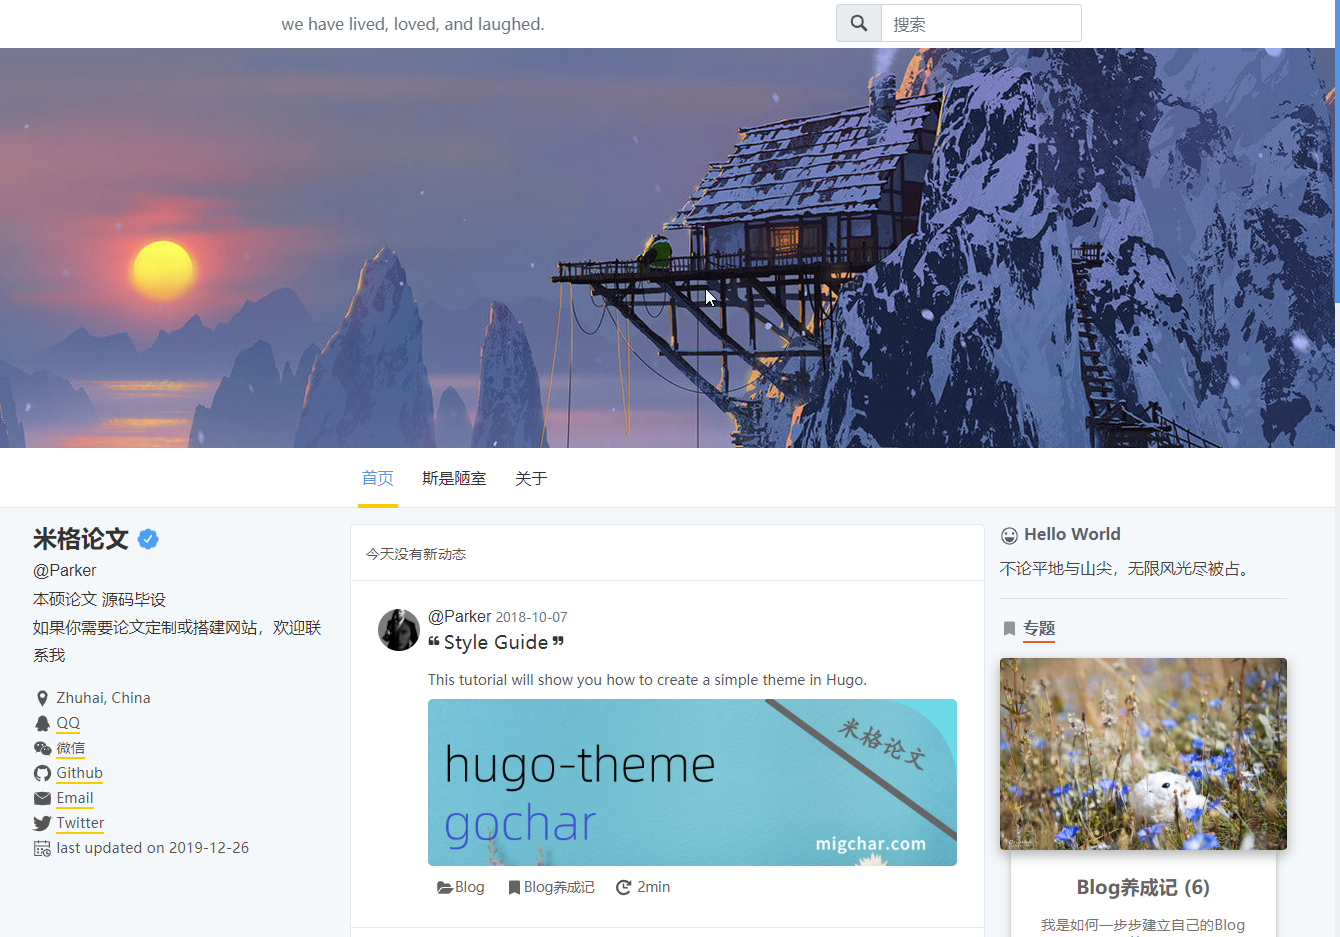 we have lived, loved, and laughed.
搜索
首页 斯是陋室 关于
米格论文
@Parker
本硕论文 源码毕设
如果你需要论文定制或搭建网站，欢迎联
系我
Zhuhai, China
QQ
微信
Github
Email
Twitter
last updated on 2019-12-26
今天没有新动态
@Parker 2018-10-07
❝ Style Guide ❞
This tutorial will show you how to create a simple theme in Hugo.
米格论文
hugo-theme
gochar
migchar.com
Blog Blog养成记 2min
Hello World
不论平地与山尖，无限风光尽被占。
专题
Blog养成记 (6)
我是如何一步步建立自己的Blog